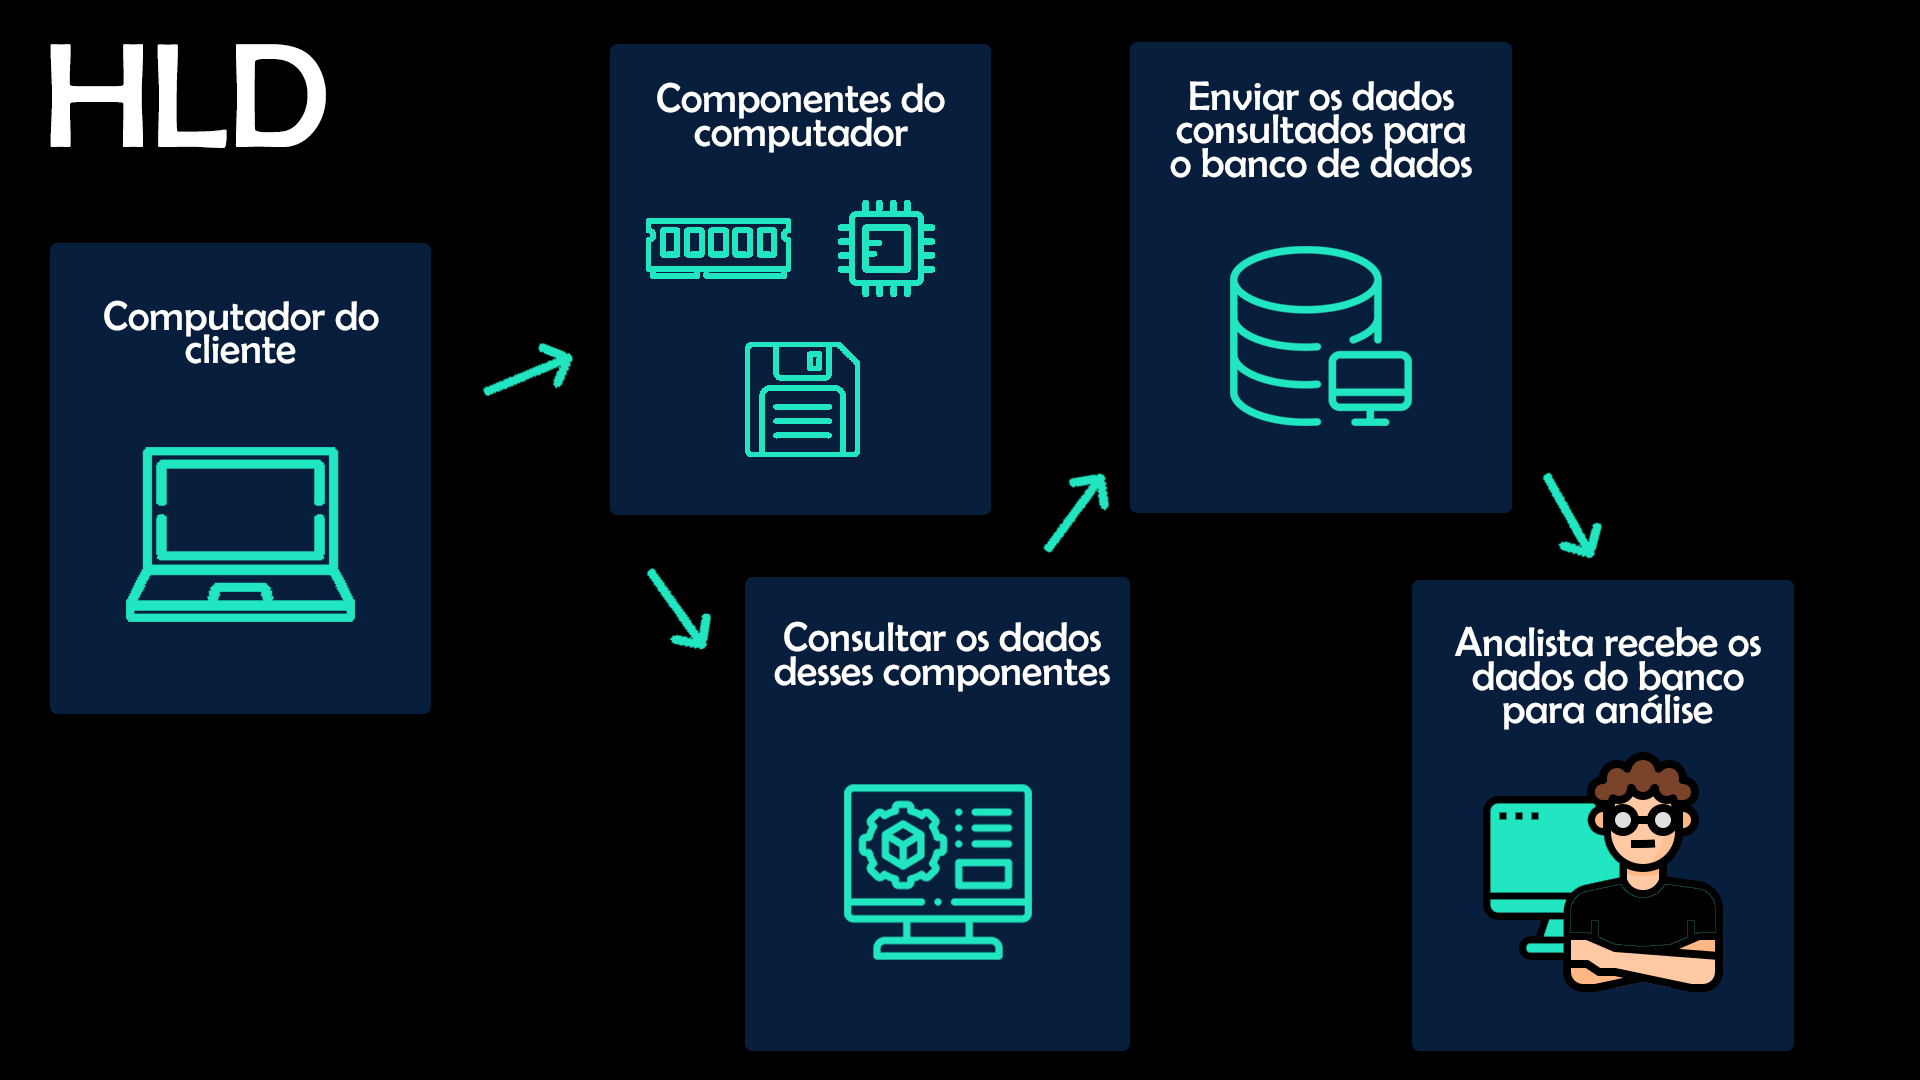 HLD
Computador do
cliente
Componentes do
computador
Consultar os dados
desses componentes
Enviar os dados
consultados para
o banco de dados
Analista recebe os
dados do banco
para análise